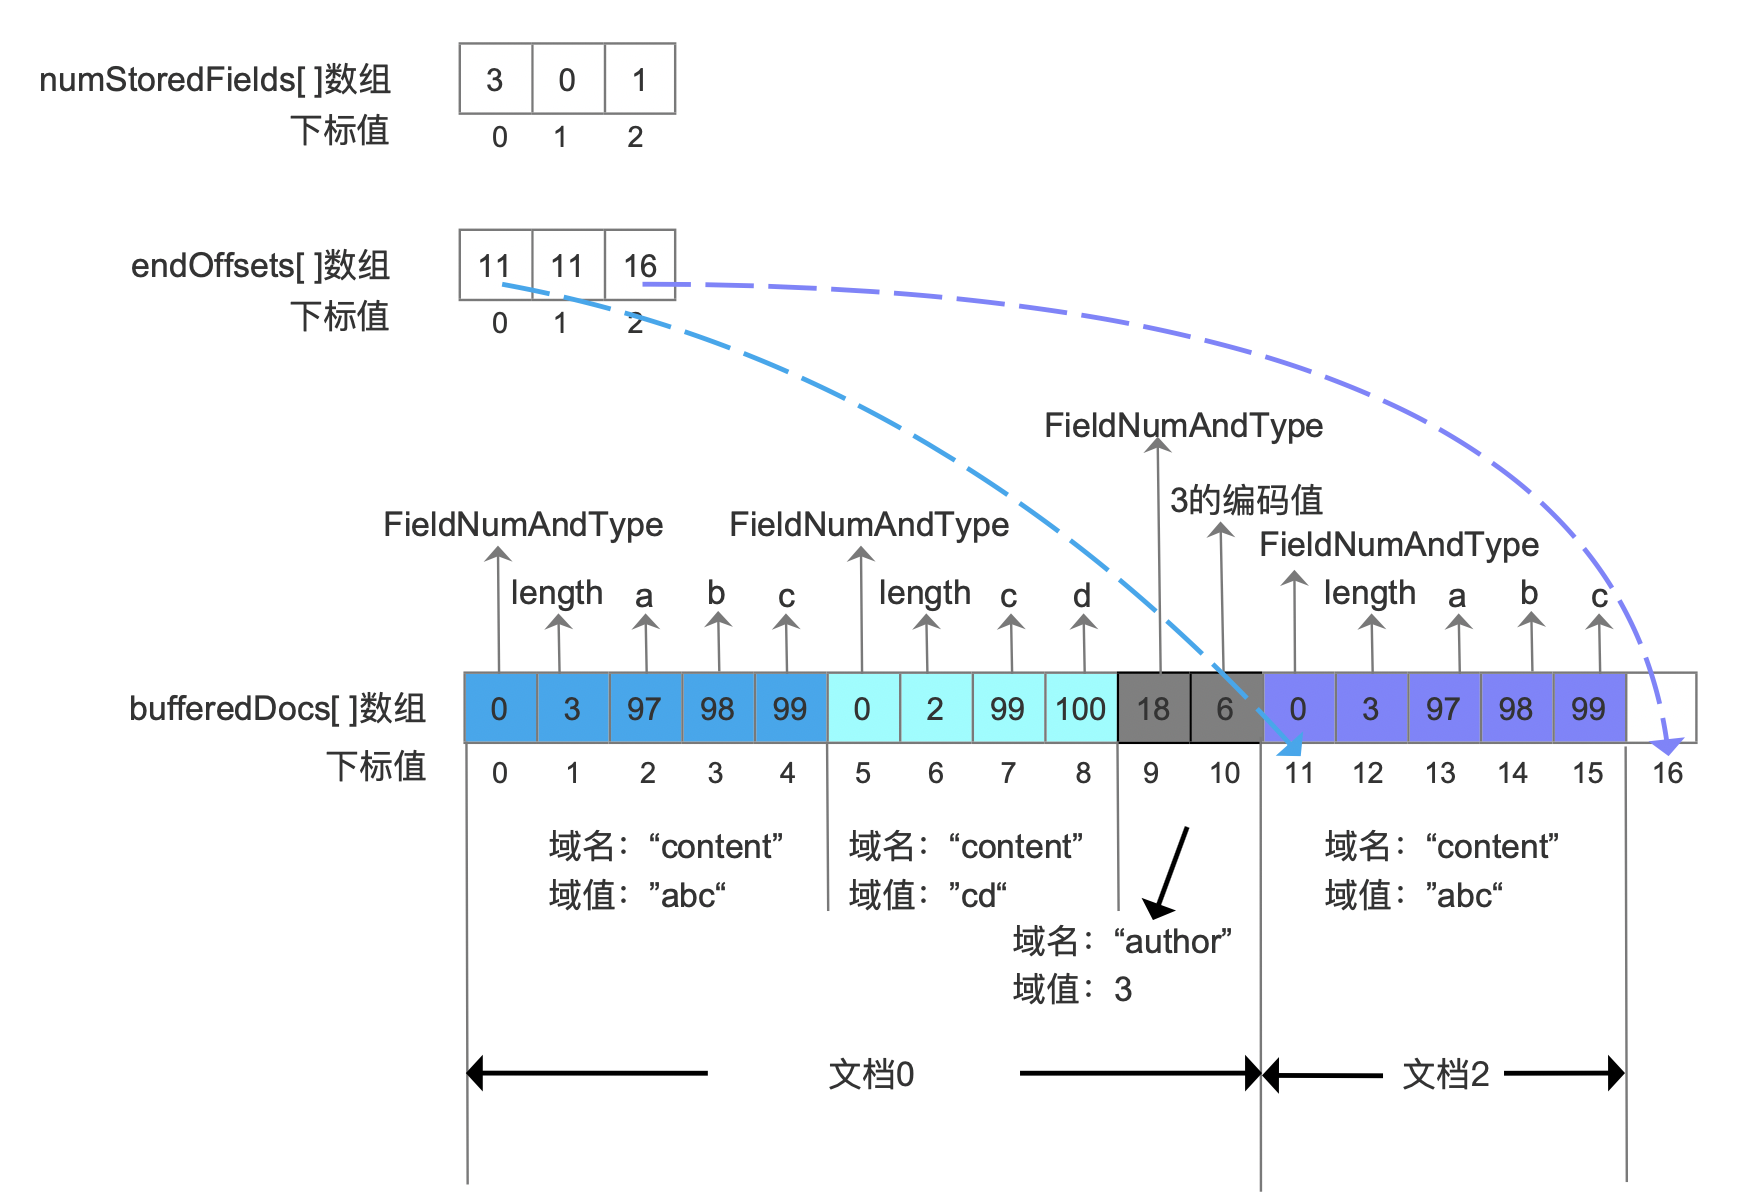 numStoredFields[ ]数组 3 0 1
下标值 0 1 2
endOffsets[ ]数组 11 11 16
下标值 0 1 2
FieldNumAndType
3的编码值
FieldNumAndType FieldNumAndType FieldNumAndType
length a b c length c d length a b c
bufferedDocs[ ]数组 0 3 97 98 99 0 2 99 100 18 6 0 3 97 98 99
下标值 0 1 2 3 4 5 6 7 8 9 10 11 12 13 14 15 16
域名：“content” 域名：“content” 域名：“content”
域值：”abc“ 域值：”cd“ 域值：”abc“
域名：“author”
域值：3
文档0 文档2